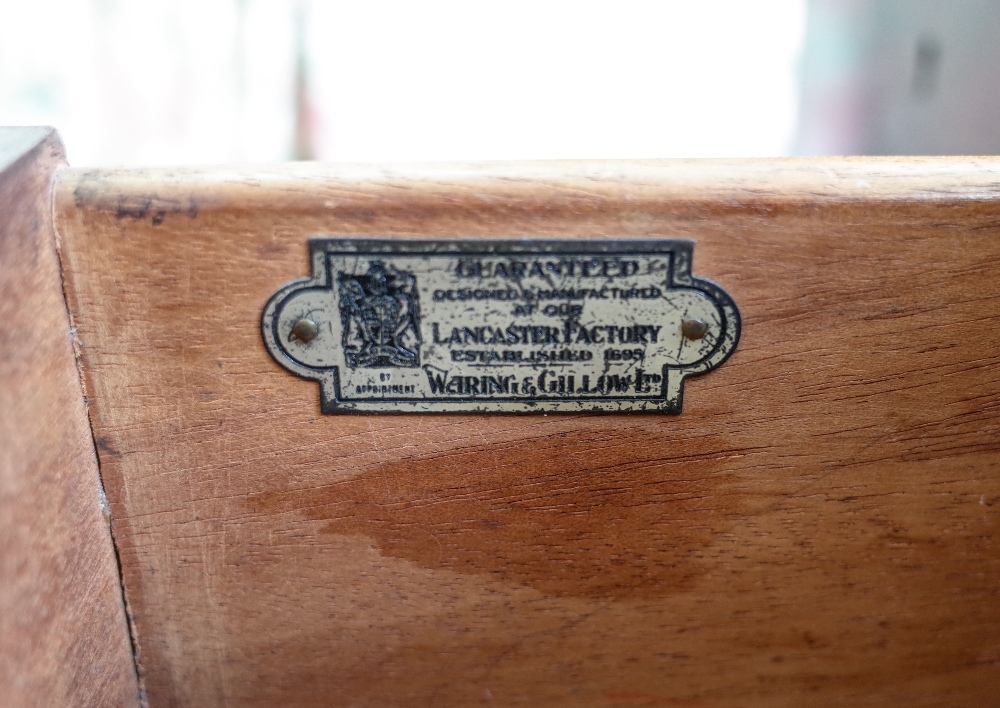 GUARANTEED
DESIGNED & MANUFACTURED
AT OUR
LANCASTER FACTORY
ESTABLISHED 1695
WARING & GILLOW LTD
BY
APPOINTMENT